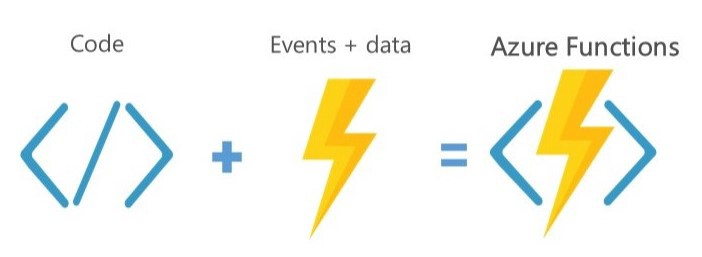 Code
Events + data
Azure Functions
</ + > = < >